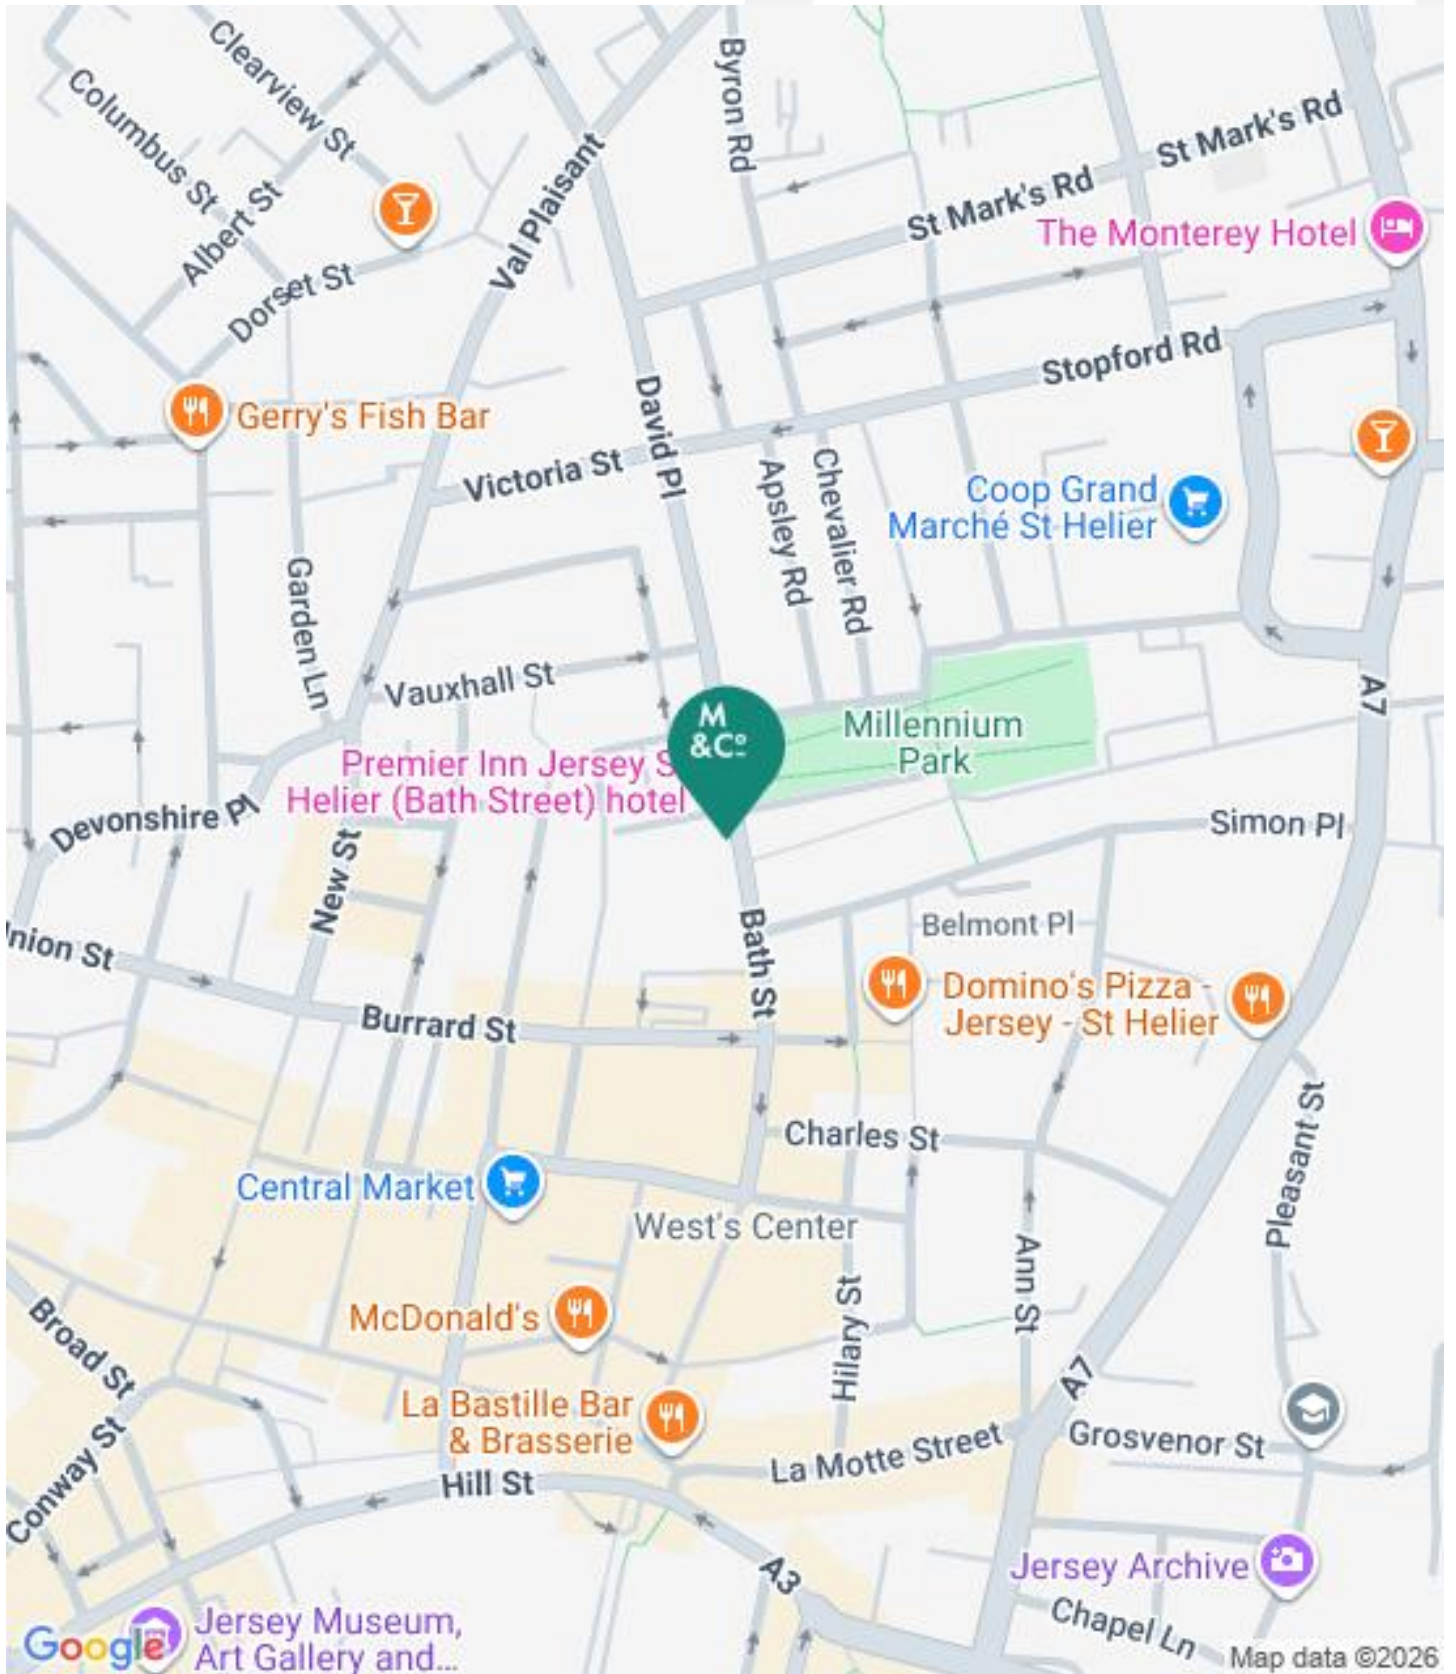 Clearview St
Byron Rd
Columbus St
St Mark's Rd
Val Plaisant
Albert St
St Mark's Rd
The Monterey Hotel
Dorset St
Stopford Rd
David Pl
Gerry's Fish Bar
Victoria St
Apsley Rd
Chevalier Rd
Coop Grand
Marché St Helier
Garden Ln
Vauxhall St
A7
M
&Co
Millennium
Park
Premier Inn Jersey S
Helier (Bath Street) hotel
Devonshire Pl
New St
Simon Pl
Bath St
Belmont Pl
nion St
Domino's Pizza -
Jersey - St Helier
Burrard St
Pleasant St
Charles St
Central Market
West's Center
Ann St
Hilary St
McDonald's
Broad St
A7
La Bastille Bar
& Brasserie
Grosvenor St
La Motte Street
Conway St
Hill St
A3
Jersey Archive
Chapel Ln
Jersey Museum,
Art Gallery and...
Google
Map data ©2026